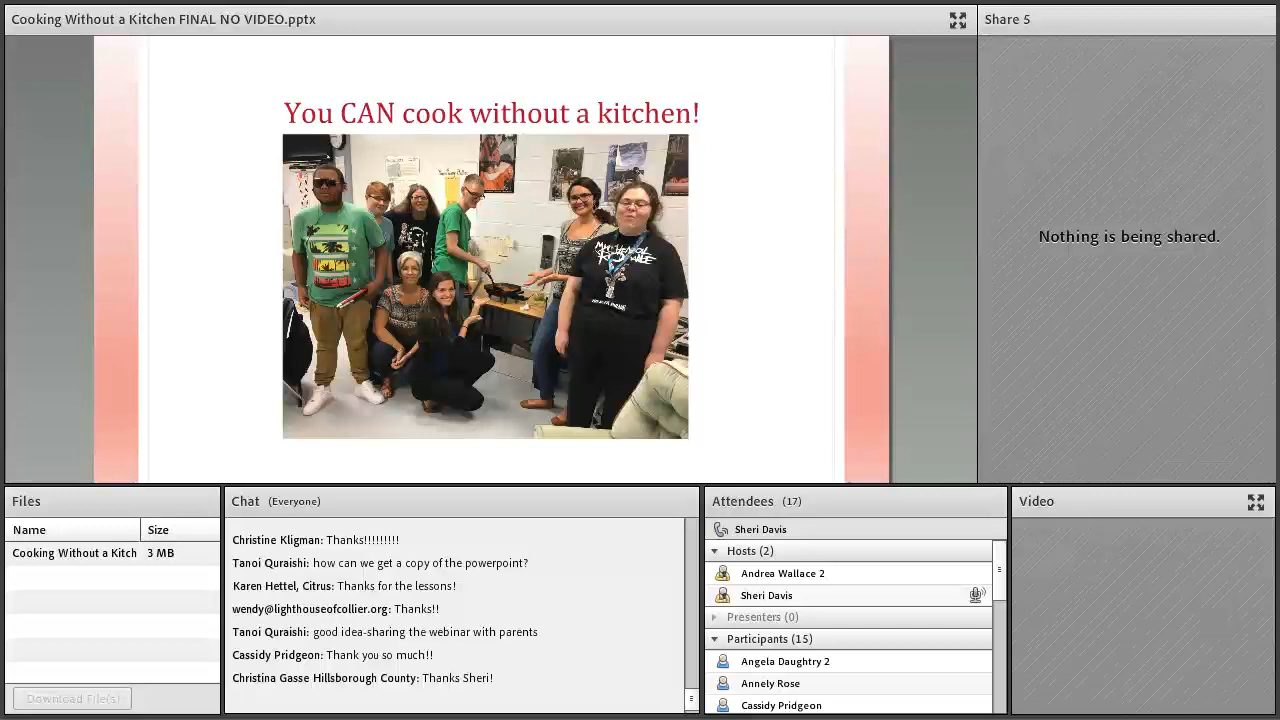 Cooking Without a Kitchen FINAL NO VIDEO.pptx
Share 5
You CAN cook without a kitchen!
Nothing is being shared.
Files
Name
Size
Cooking Without a Kitch
3 MB
Download File(s)
Chat (Everyone)
Christine Kligman: Thanks!!!!!!!!!
Tanoi Quraishi: how can we get a copy of the powerpoint?
Karen Hettel, Citrus: Thanks for the lessons!
wendy@lighthouseofcollier.org: Thanks!!
Tanoi Quraishi: good idea-sharing the webinar with parents
Cassidy Pridgeon: Thank you so much!!
Christina Gasse Hillsborough County: Thanks Sheri!
Attendees (17)
Sheri Davis
Hosts (2)
Andrea Wallace 2
Sheri Davis
Presenters (0)
Participants (15)
Angela Daughtry 2
Annely Rose
Cassidy Pridgeon
Video